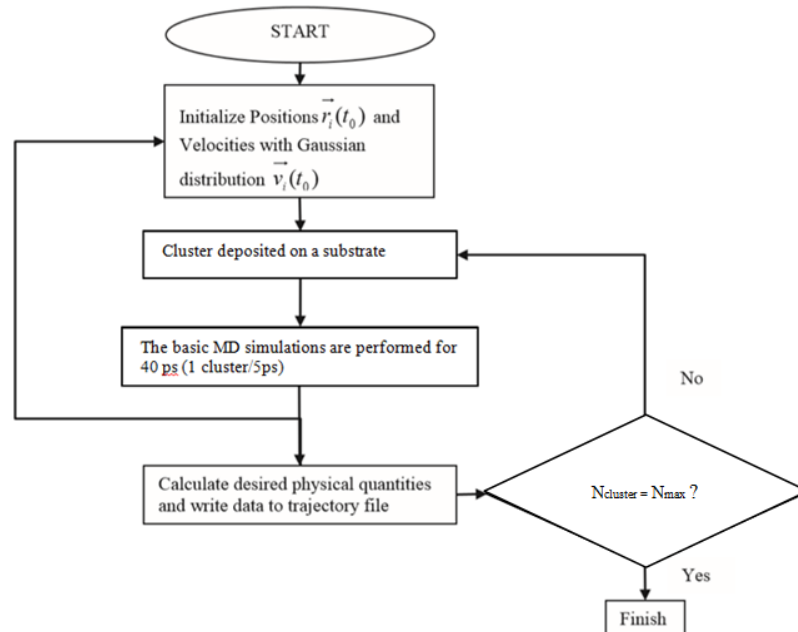 START
Initialize Positions r⃗ᵢ(t₀) and
Velocities with Gaussian
distribution v⃗ᵢ(t₀)
Cluster deposited on a substrate
The basic MD simulations are performed for
40 ps (1 cluster/5ps)
No
Calculate desired physical quantities
and write data to trajectory file
Ncluster = Nmax ?
Yes
Finish